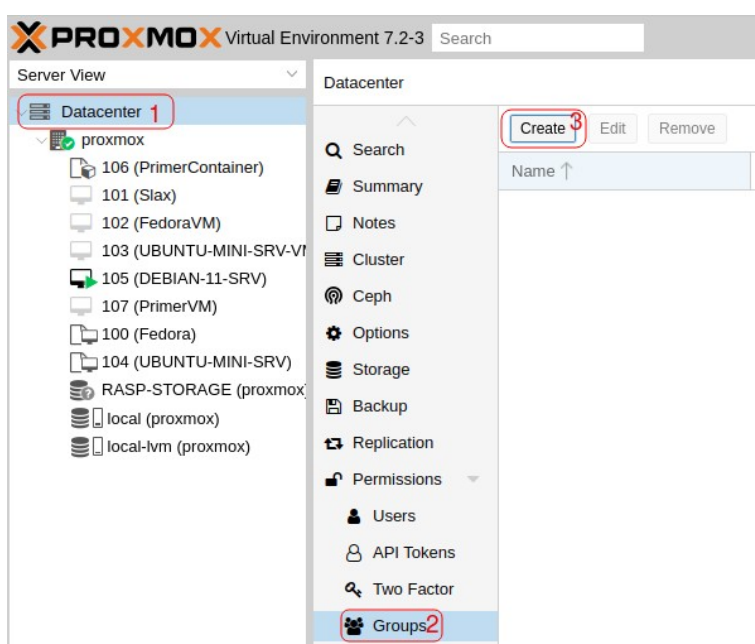 PROXMOX Virtual Environment 7.2-3 Search
Server View
Datacenter 1
proxmox
106 (PrimerContainer)
101 (Slax)
102 (FedoraVM)
103 (UBUNTU-MINI-SRV-VM
105 (DEBIAN-11-SRV)
107 (PrimerVM)
100 (Fedora)
104 (UBUNTU-MINI-SRV)
RASP-STORAGE (proxmox)
local (proxmox)
local-lvm (proxmox)
Datacenter
Search
Summary
Notes
Cluster
Ceph
Options
Storage
Backup
Replication
Permissions
Users
API Tokens
Two Factor
Groups 2
Create 3 Edit Remove
Name ↑